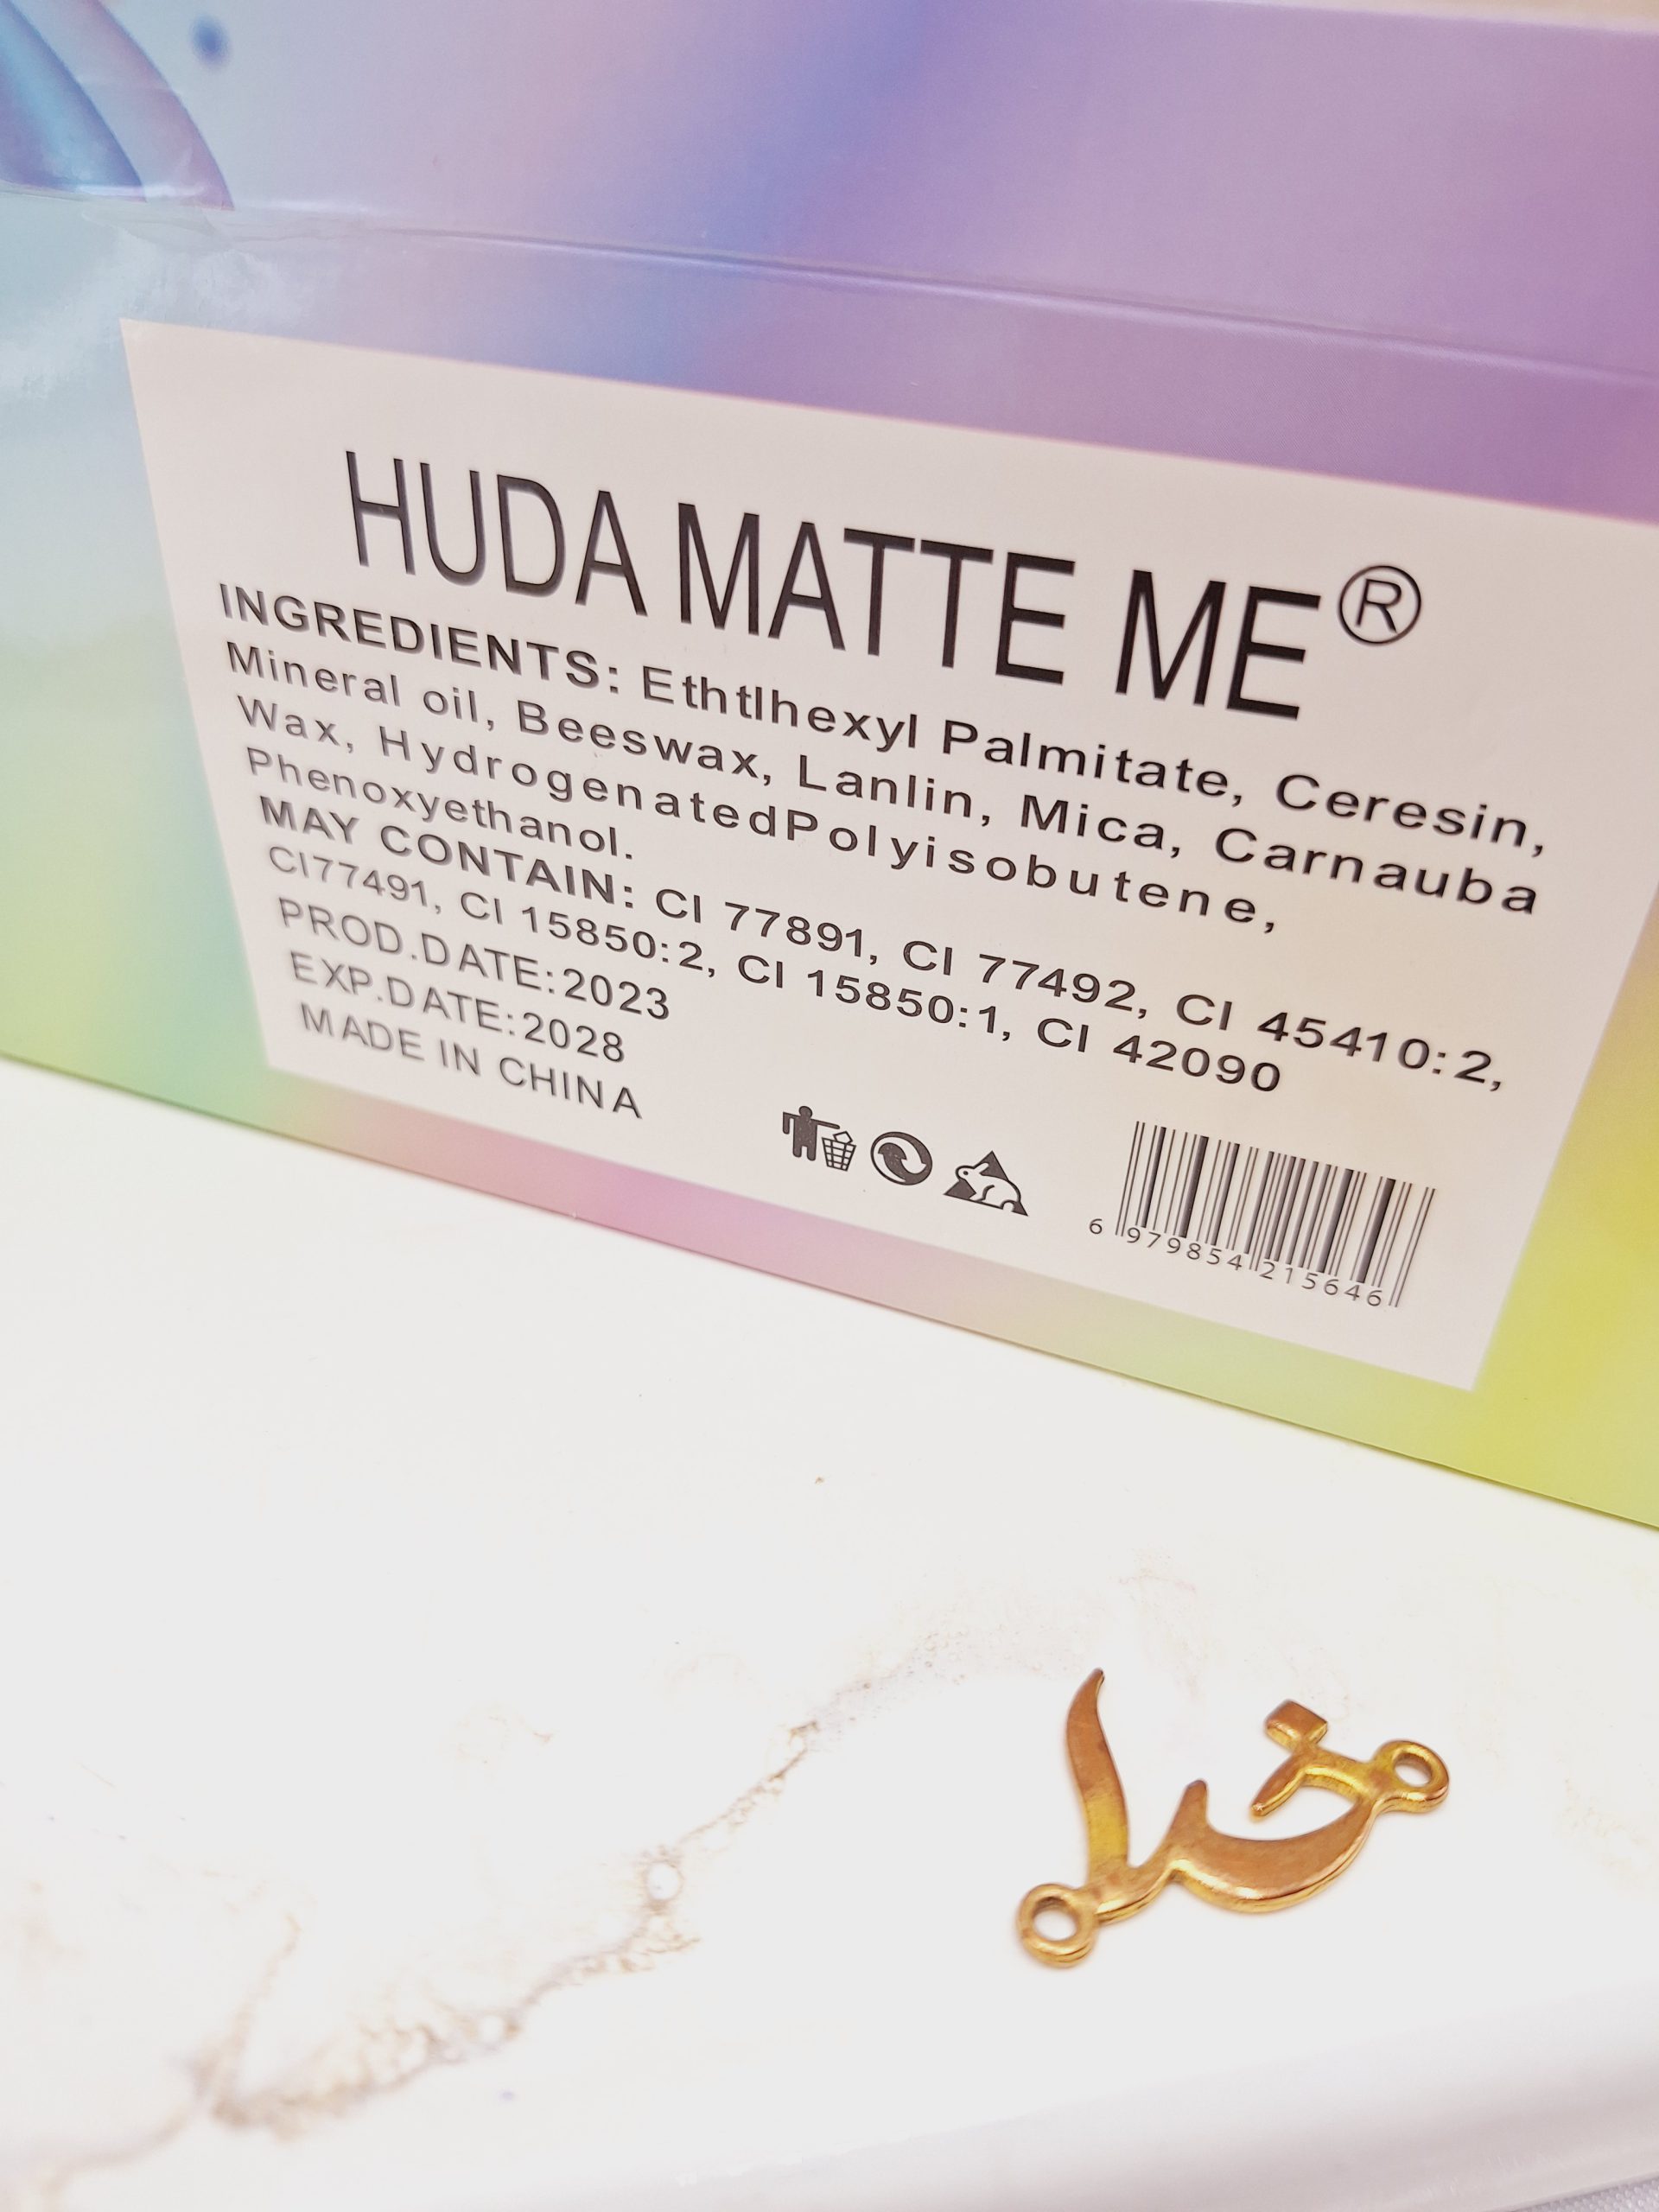 HUDA MATTE ME®
INGREDIENTS: Ethtlhexyl Palmitate, Ceresin,
Mineral oil, Beeswax, Lanlin, Mica, Carnauba
Wax, HydrogenatedPolyisobutene,
Phenoxyethanol.
MAY CONTAIN: CI 77891, CI 77492, CI 45410:2,
CI77491, CI 15850:2, CI 15850:1, CI 42090
PROD.DATE:2023
EXP.DATE:2028
MADE IN CHINA
6 979854 215646